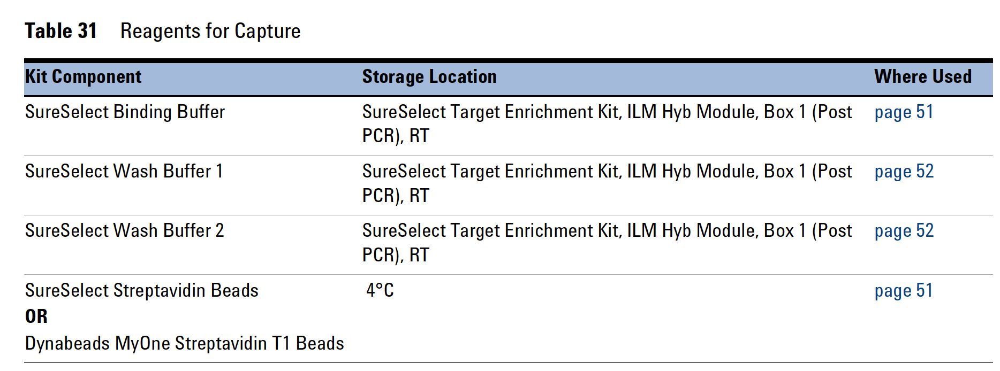 Table 31 Reagents for Capture
Kit Component Storage Location Where Used
SureSelect Binding Buffer SureSelect Target Enrichment Kit, ILM Hyb Module, Box 1 (Post page 51
PCR), RT
SureSelect Wash Buffer 1 SureSelect Target Enrichment Kit, ILM Hyb Module, Box 1 (Post page 52
PCR), RT
SureSelect Wash Buffer 2 SureSelect Target Enrichment Kit, ILM Hyb Module, Box 1 (Post page 52
PCR), RT
SureSelect Streptavidin Beads 4°C page 51
OR
Dynabeads MyOne Streptavidin T1 Beads